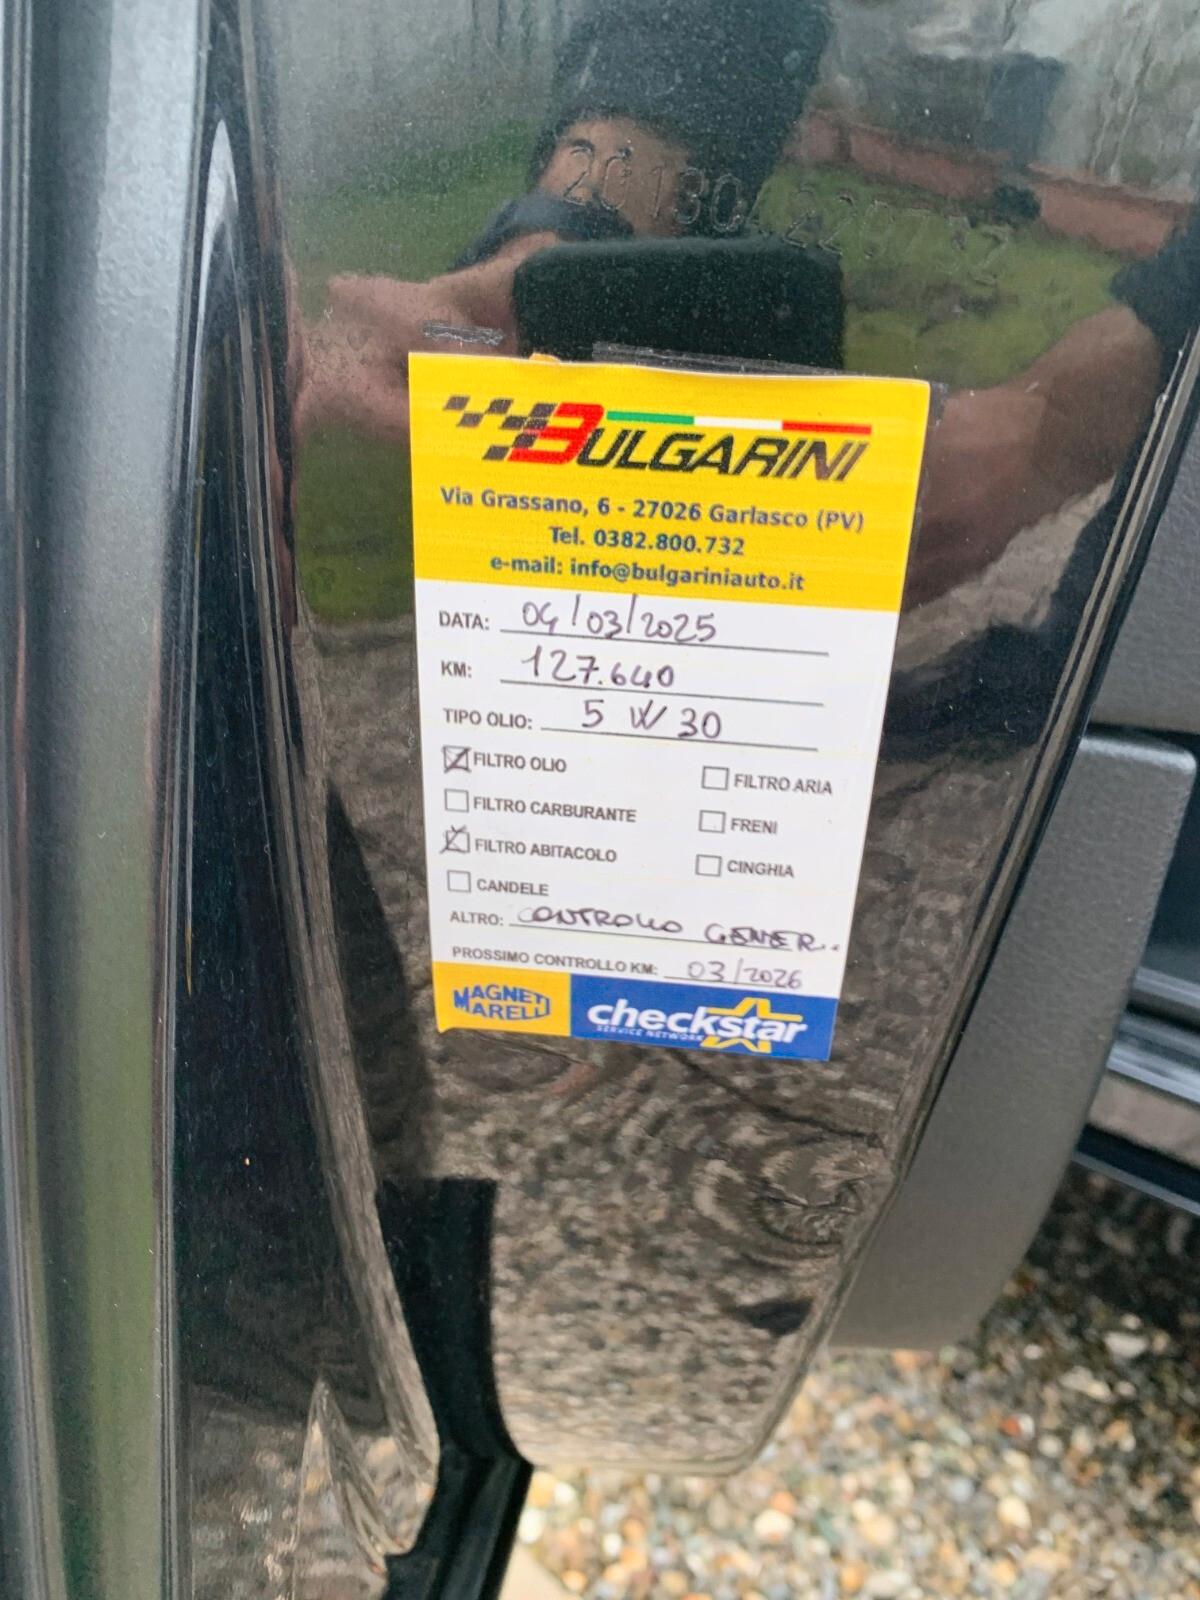 BULGARINI
Via Grassano, 6 - 27026 Garlasco (PV)
Tel. 0382.800.732
e-mail: info@bulgariniauto.it
DATA: 04/03/2025
KM: 127.640
TIPO OLIO: 5 W 30
FILTRO OLIO FILTRO ARIA
FILTRO CARBURANTE FRENI
FILTRO ABITACOLO CINGHIA
CANDELE
ALTRO: CONTROLLO GENER..
PROSSIMO CONTROLLO KM: 03/2026
MAGNETI MARELLI checkstar
SERVICE NETWORK